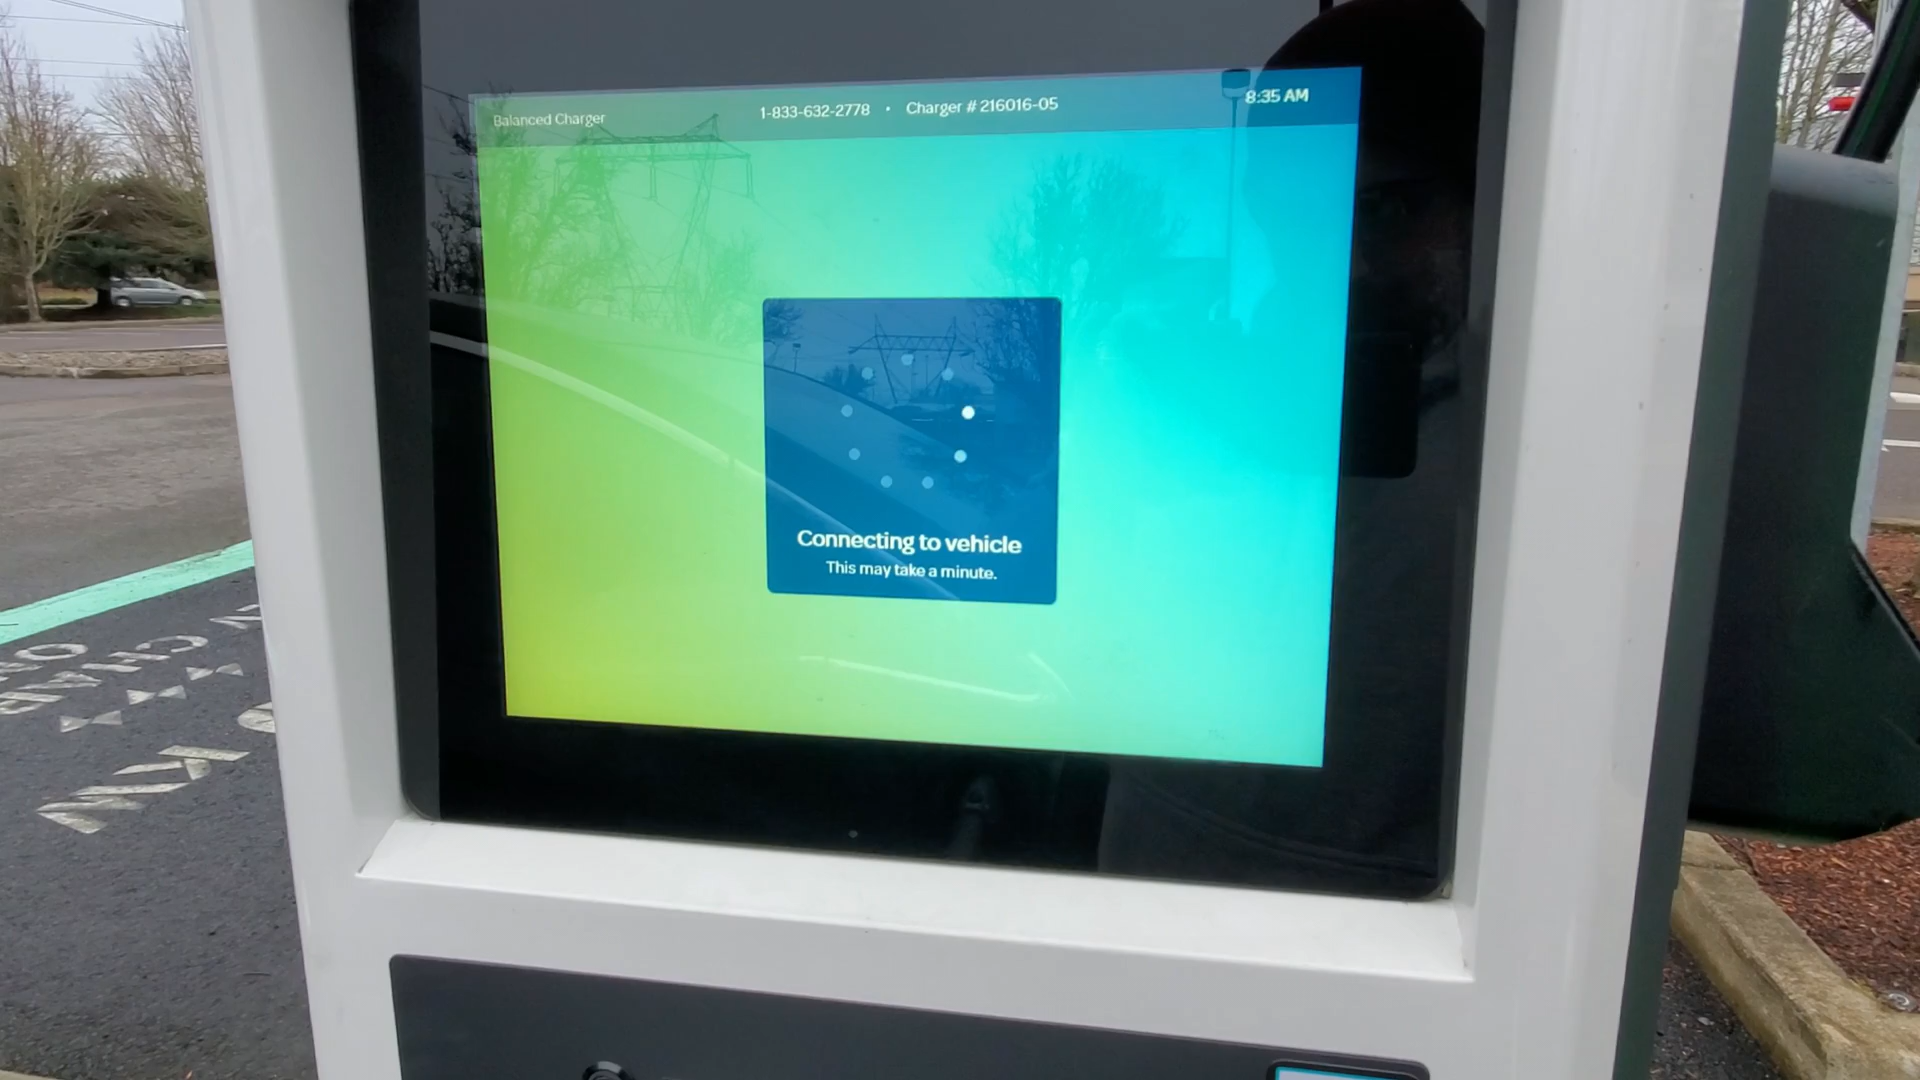 Balanced Charger
1-833-632-2778 • Charger # 216016-05
8:35 AM
Connecting to vehicle
This may take a minute.